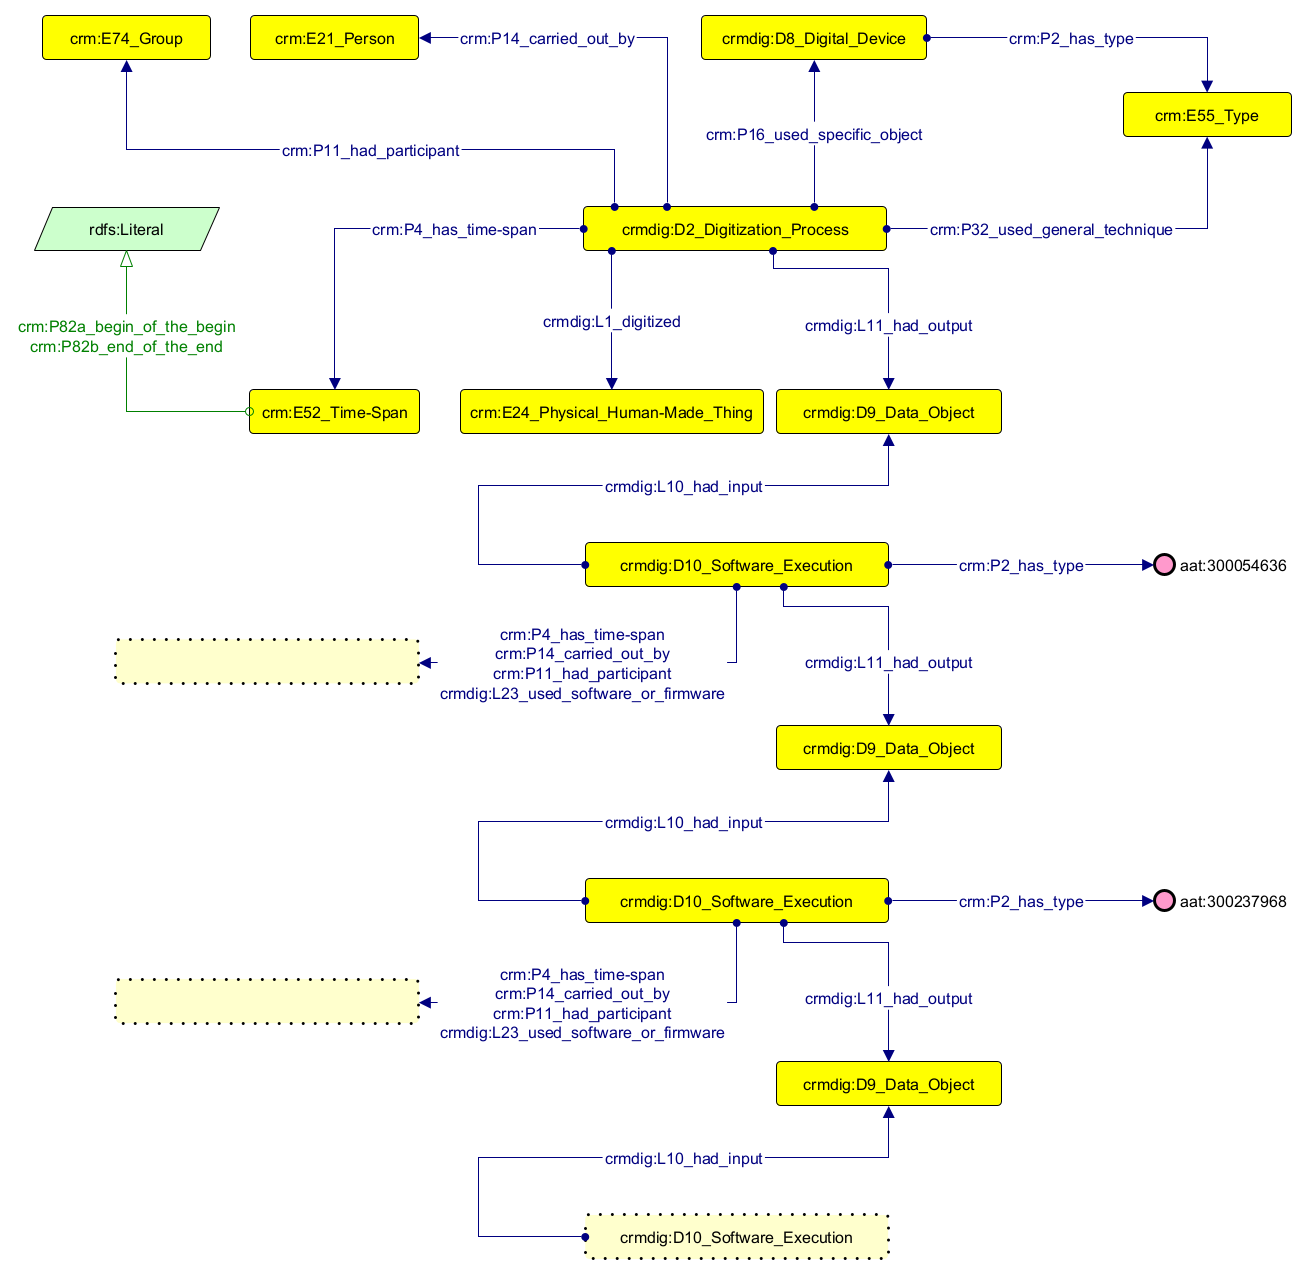 crm:E74_Group
crm:E21_Person
crm:P14_carried_out_by
crmdig:D8_Digital_Device
crm:P2_has_type
crm:E55_Type
crm:P16_used_specific_object
crm:P11_had_participant
rdfs:Literal
crm:P4_has_time-span
crmdig:D2_Digitization_Process
crm:P32_used_general_technique
crm:P82a_begin_of_the_begin
crm:P82b_end_of_the_end
crmdig:L1_digitized
crmdig:L11_had_output
crm:E52_Time-Span
crm:E24_Physical_Human-Made_Thing
crmdig:D9_Data_Object
crmdig:L10_had_input
crmdig:D10_Software_Execution
crm:P2_has_type
aat:300054636
crm:P4_has_time-span
crm:P14_carried_out_by
crm:P11_had_participant
crmdig:L23_used_software_or_firmware
crmdig:L11_had_output
crmdig:D9_Data_Object
crmdig:L10_had_input
crmdig:D10_Software_Execution
crm:P2_has_type
aat:300237968
crm:P4_has_time-span
crm:P14_carried_out_by
crm:P11_had_participant
crmdig:L23_used_software_or_firmware
crmdig:L11_had_output
crmdig:D9_Data_Object
crmdig:L10_had_input
crmdig:D10_Software_Execution